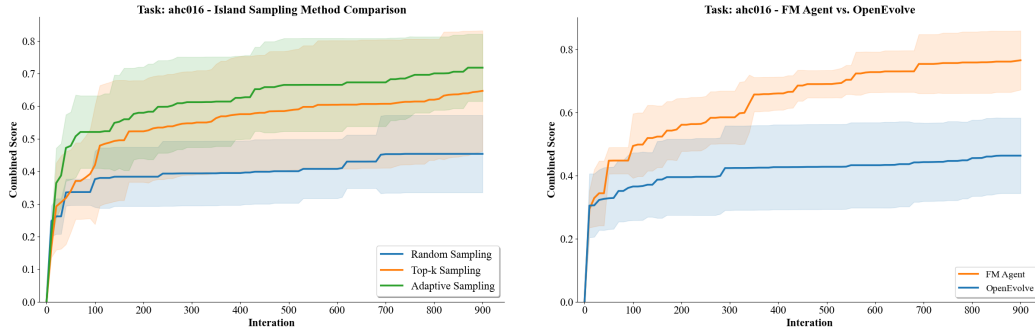 Task: ahc016 - Island Sampling Method Comparison
Combined Score
0.8
0.7
0.6
0.5
0.4
0.3
0.2
0.1
0.0
0 100 200 300 400 500 600 700 800 900
Interation
Random Sampling
Top-k Sampling
Adaptive Sampling
Task: ahc016 - FM Agent vs. OpenEvolve
Combined Score
0.8
0.6
0.4
0.2
0.0
0 100 200 300 400 500 600 700 800 900
Interation
FM Agent
OpenEvolve